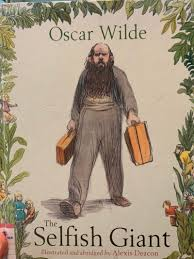 Oscar Wilde
The
Selfish Giant
Illustrated and abridged by Alexis Deacon